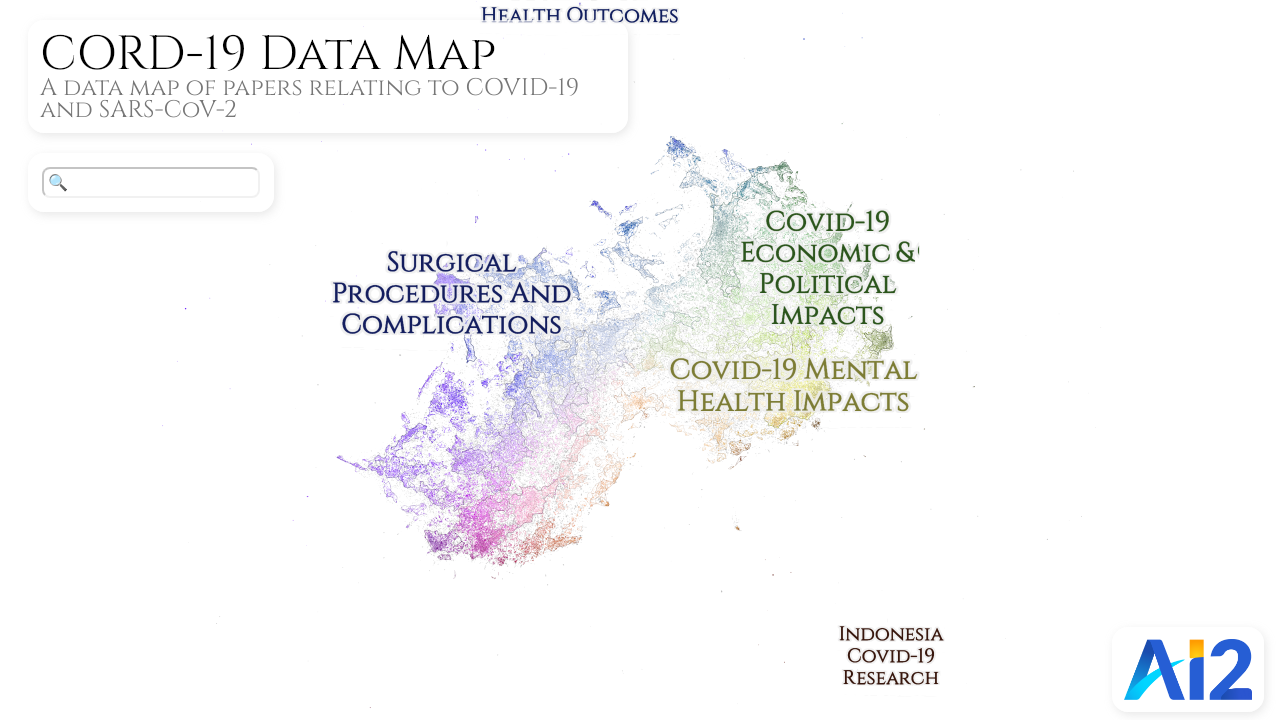 Health Outcomes
CORD-19 Data Map
A data map of papers relating to COVID-19
and SARS-CoV-2
Surgical
Procedures And
Complications
Covid-19
Economic &
Political
Impacts
Covid-19 Mental
Health Impacts
Indonesia
Covid-19
Research
Ai2